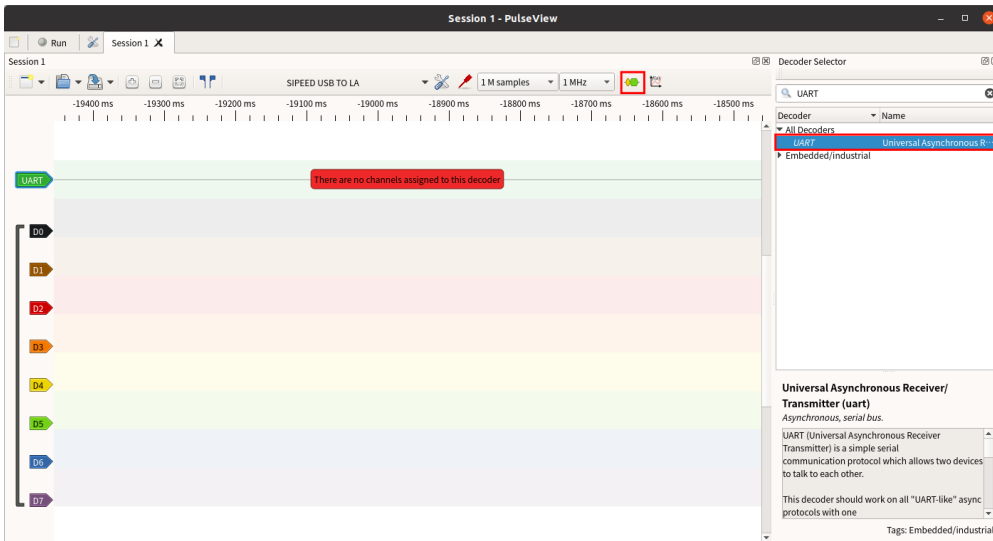 Session 1 - PulseView
Run
Session 1
Session 1
SIPEED USB TO LA
1 M samples
1 MHz
-19400 ms -19300 ms -19200 ms -19100 ms -19000 ms -18900 ms -18800 ms -18700 ms -18600 ms -18500 ms
UART
There are no channels assigned to this decoder
D0
D1
D2
D3
D4
D5
D6
D7
Decoder Selector
UART
Decoder Name
All Decoders
UART Universal Asynchronous R···
Embedded/industrial
Universal Asynchronous Receiver/
Transmitter (uart)
Asynchronous, serial bus.
UART (Universal Asynchronous Receiver
Transmitter) is a simple serial
communication protocol which allows two devices
to talk to each other.
This decoder should work on all "UART-like" async
protocols with one
Tags: Embedded/industrial